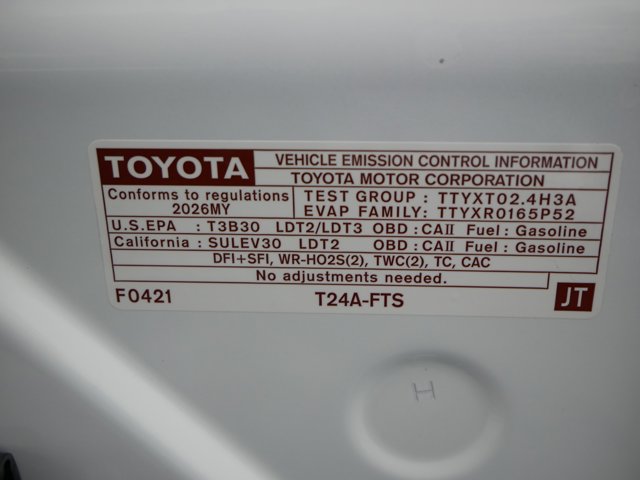 TOYOTA VEHICLE EMISSION CONTROL INFORMATION
TOYOTA MOTOR CORPORATION
Conforms to regulations
2026MY
TEST GROUP : TTYXT02.4H3A
EVAP FAMILY: TTYXR0165P52
U.S.EPA : T3B30 LDT2/LDT3 OBD : CAII Fuel : Gasoline
California : SULEV30 LDT2 OBD : CAII Fuel : Gasoline
DFI+SFI, WR-HO2S(2), TWC(2), TC, CAC
No adjustments needed.
F0421 T24A-FTS JT
H